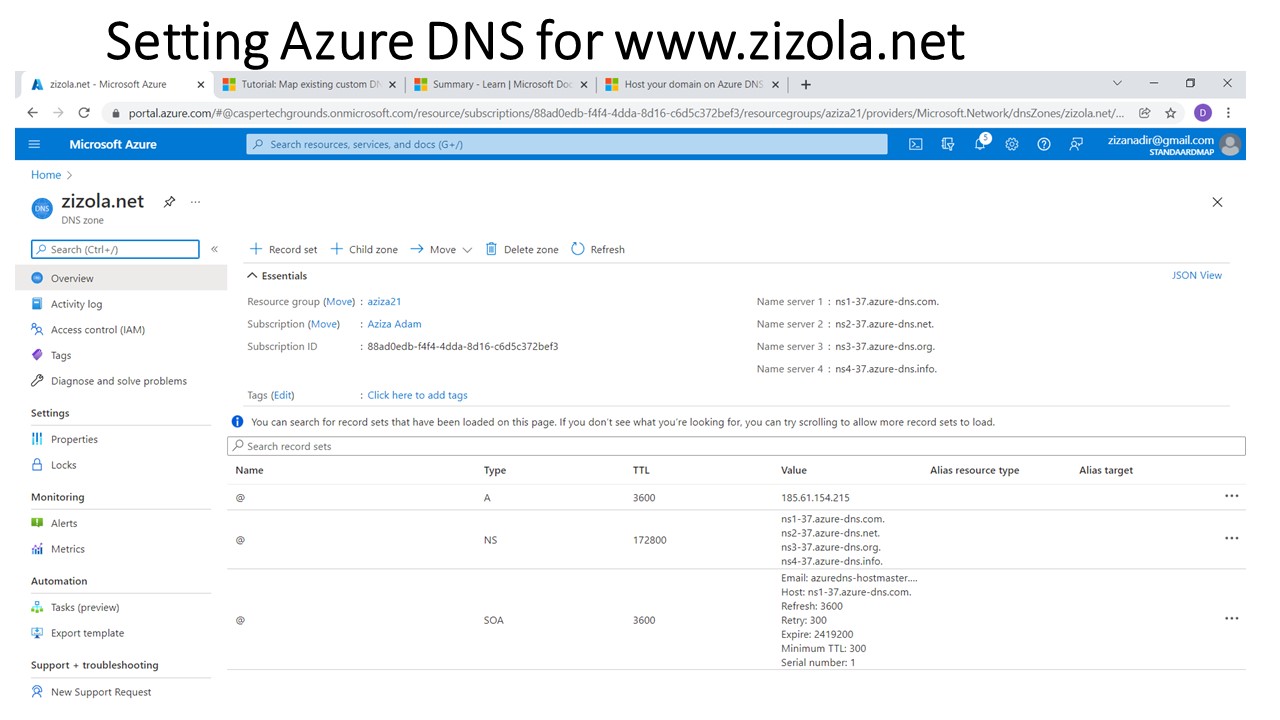 Setting Azure DNS for www.zizola.net
zizola.net - Microsoft Azure
Tutorial: Map existing custom DN
Summary - Learn | Microsoft Doc
Host your domain on Azure DNS
portal.azure.com/#@caspertechgrounds.onmicrosoft.com/resource/subscriptions/88ad0edb-f4f4-4dda-8d16-c6d5c372bef3/resourcegroups/aziza21/providers/Microsoft.Network/dnsZones/zizola.net/...
D
Microsoft Azure
Search resources, services, and docs (G+/)
5
zizanadir@gmail.com
STANDAARDMAP
Home
DNS
zizola.net
DNS zone
Search (Ctrl+/)
Record set
Child zone
Move
Delete zone
Refresh
Overview
Activity log
Access control (IAM)
Tags
Diagnose and solve problems
Settings
Properties
Locks
Monitoring
Alerts
Metrics
Automation
Tasks (preview)
Export template
Support + troubleshooting
New Support Request
Essentials
JSON View
Resource group (Move) : aziza21
Subscription (Move) : Aziza Adam
Subscription ID : 88ad0edb-f4f4-4dda-8d16-c6d5c372bef3
Name server 1 : ns1-37.azure-dns.com.
Name server 2 : ns2-37.azure-dns.net.
Name server 3 : ns3-37.azure-dns.org.
Name server 4 : ns4-37.azure-dns.info.
Tags (Edit) : Click here to add tags
You can search for record sets that have been loaded on this page. If you don't see what you're looking for, you can try scrolling to allow more record sets to load.
Search record sets
Name Type TTL Value Alias resource type Alias target
@ A 3600 185.61.154.215
@ NS 172800
ns1-37.azure-dns.com.
ns2-37.azure-dns.net.
ns3-37.azure-dns.org.
ns4-37.azure-dns.info.
@ SOA 3600
Email: azuredns-hostmaster....
Host: ns1-37.azure-dns.com.
Refresh: 3600
Retry: 300
Expire: 2419200
Minimum TTL: 300
Serial number: 1